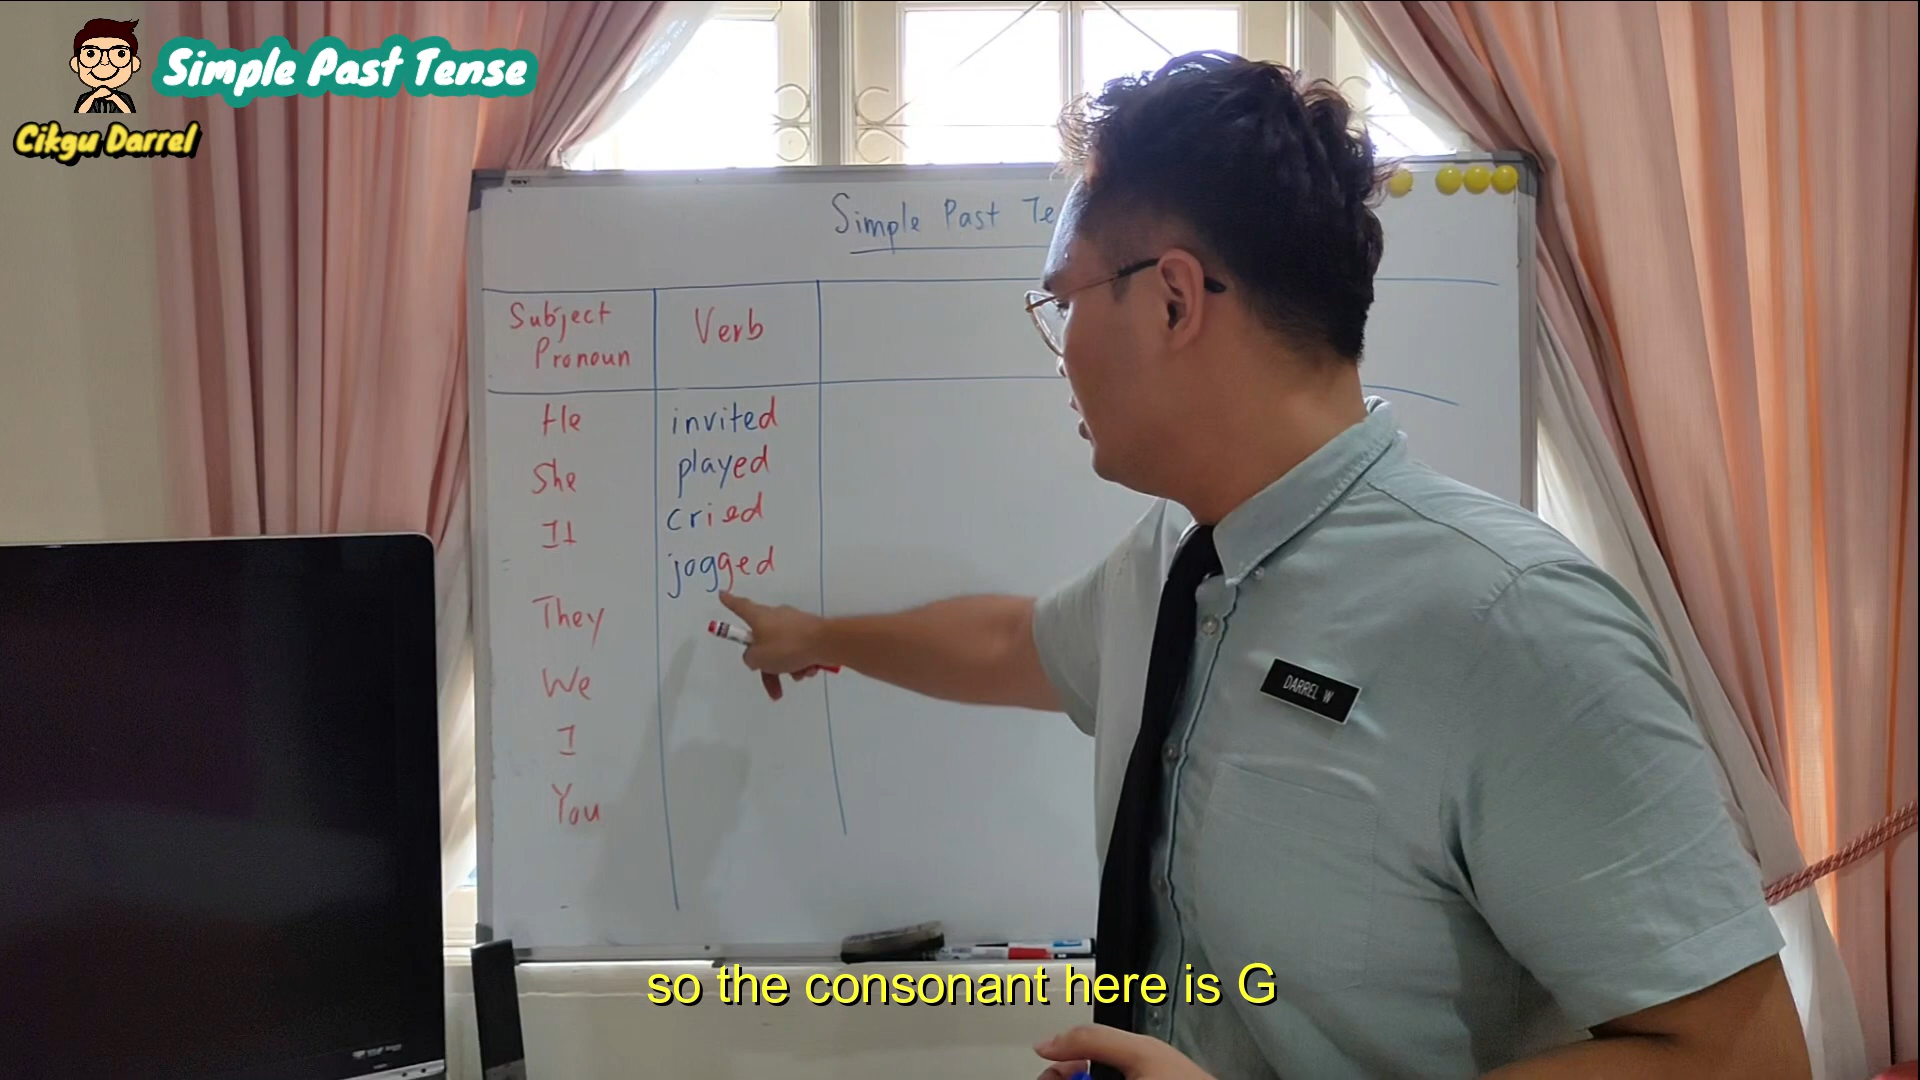 Simple Past Tense
Cikgu Darrel
Simple Past Te
Subject Pronoun
Verb
He
invited
She
played
It
cried
jogged
They
We
I
You
DARREL W
so the consonant here is G